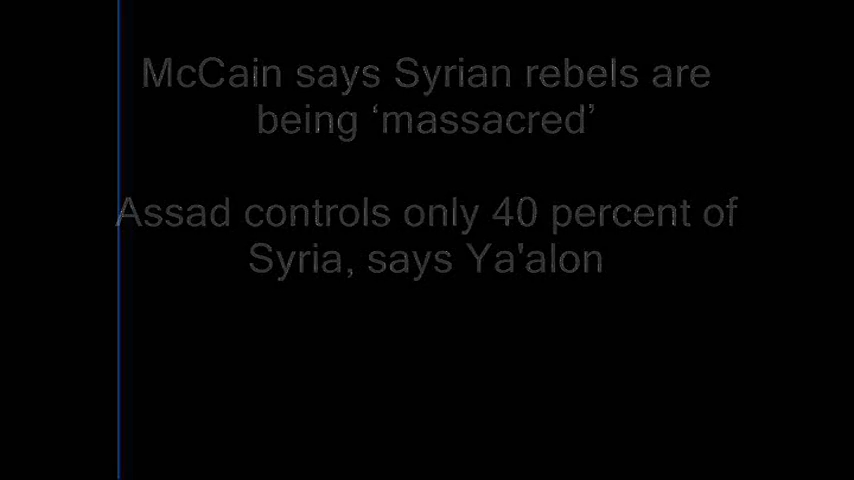 McCain says Syrian rebels are
being ‘massacred’
Assad controls only 40 percent of
Syria, says Ya'alon